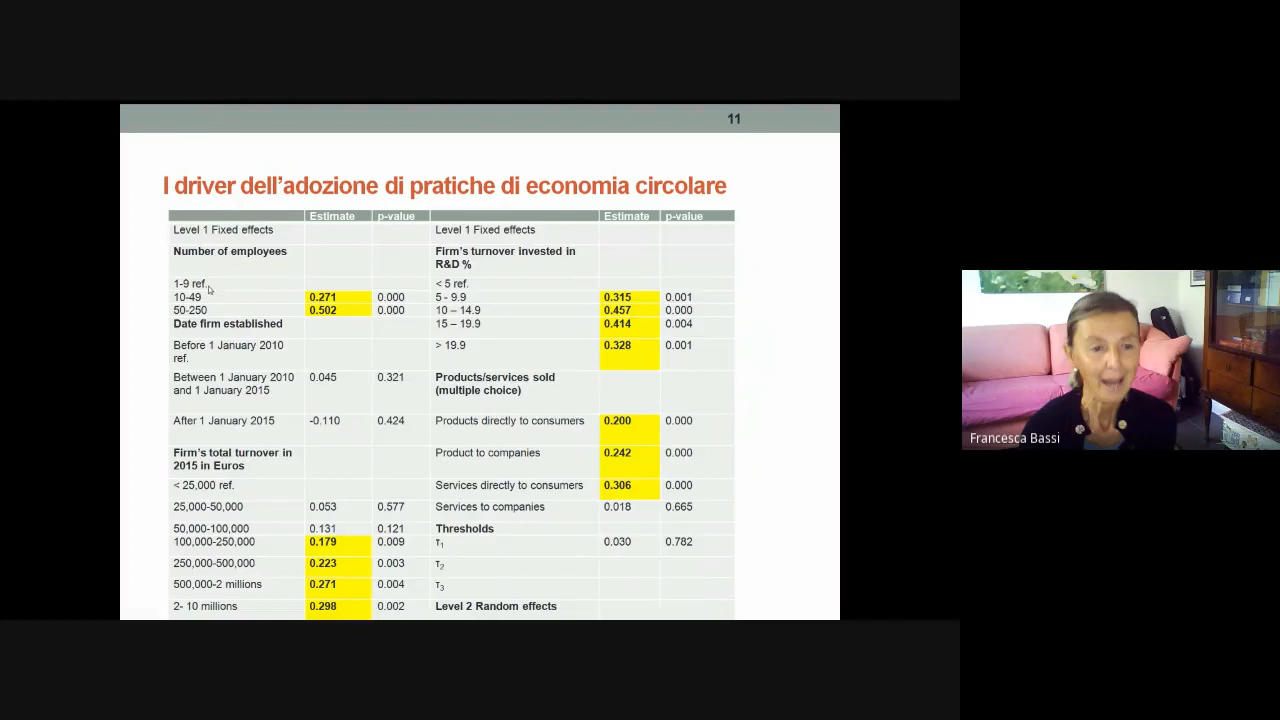 11
I driver dell'adozione di pratiche di economia circolare
Estimate p-value Estimate p-value
Level 1 Fixed effects Level 1 Fixed effects
Number of employees Firm's turnover invested in
R&D %
1-9 ref. < 5 ref.
10-49 0.271 0.000 5 - 9.9 0.315 0.001
50-250 0.502 0.000 10 – 14.9 0.457 0.000
Date firm established 15 – 19.9 0.414 0.004
Before 1 January 2010 > 19.9 0.328 0.001
ref.
Between 1 January 2010 0.045 0.321 Products/services sold
and 1 January 2015 (multiple choice)
After 1 January 2015 -0.110 0.424 Products directly to consumers 0.200 0.000
Firm's total turnover in Product to companies 0.242 0.000
2015 in Euros
< 25,000 ref. Services directly to consumers 0.306 0.000
25,000-50,000 0.053 0.577 Services to companies 0.018 0.665
50,000-100,000 0.131 0.121 Thresholds
100,000-250,000 0.179 0.009 τ1 0.030 0.782
250,000-500,000 0.223 0.003 τ2
500,000-2 millions 0.271 0.004 τ3
2- 10 millions 0.298 0.002 Level 2 Random effects
Francesca Bassi